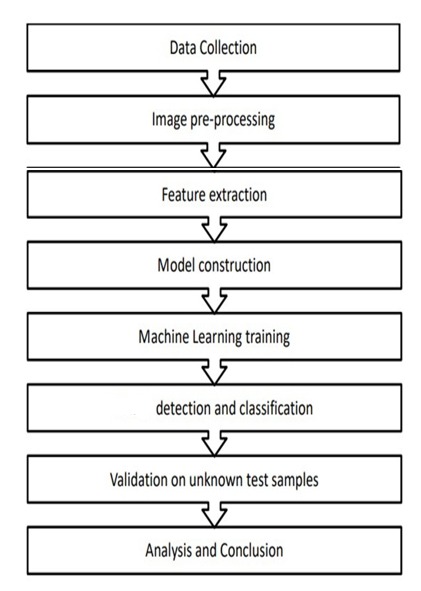 Data Collection
Image pre-processing
Feature extraction
Model construction
Machine Learning training
detection and classification
Validation on unknown test samples
Analysis and Conclusion